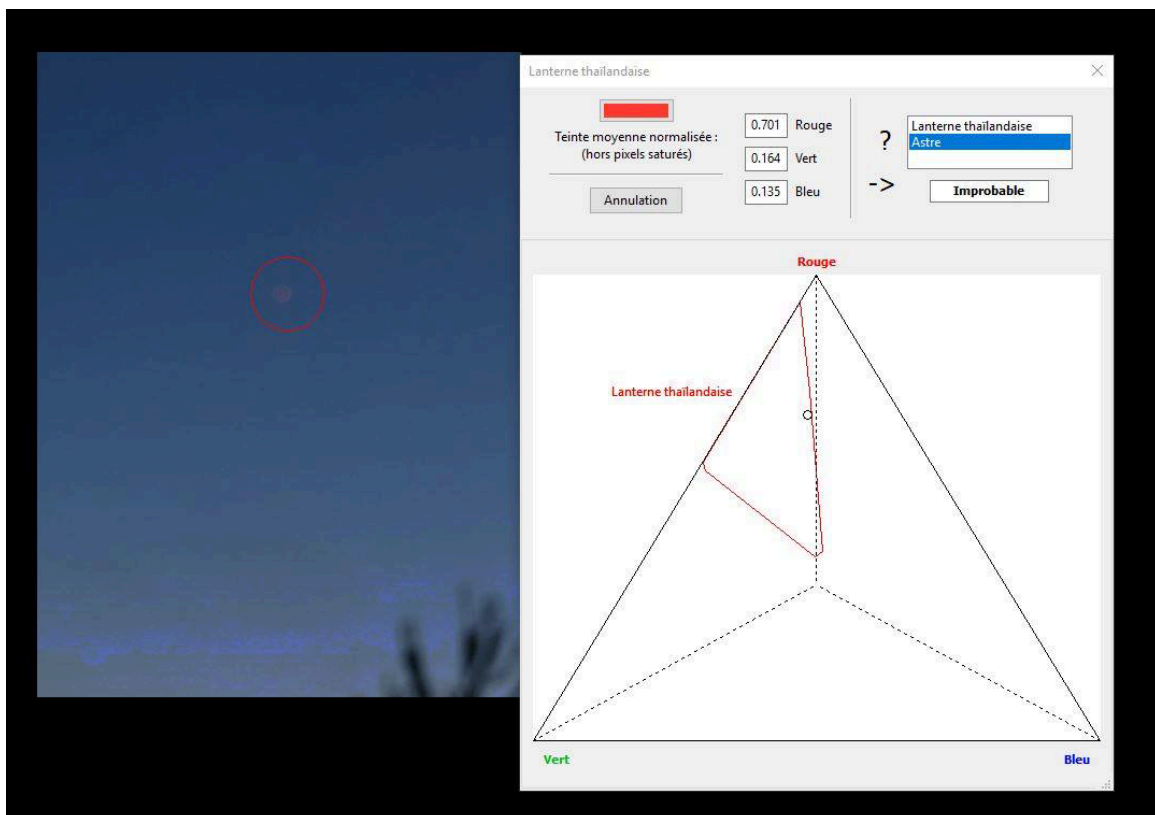 Lanterne thaïlandaise
Teinte moyenne normalisée :
(hors pixels saturés)
Annulation
0.701 Rouge
0.164 Vert
0.135 Bleu
?
->
Lanterne thaïlandaise
Astre
Improbable
Rouge
Lanterne thaïlandaise
Vert
Bleu